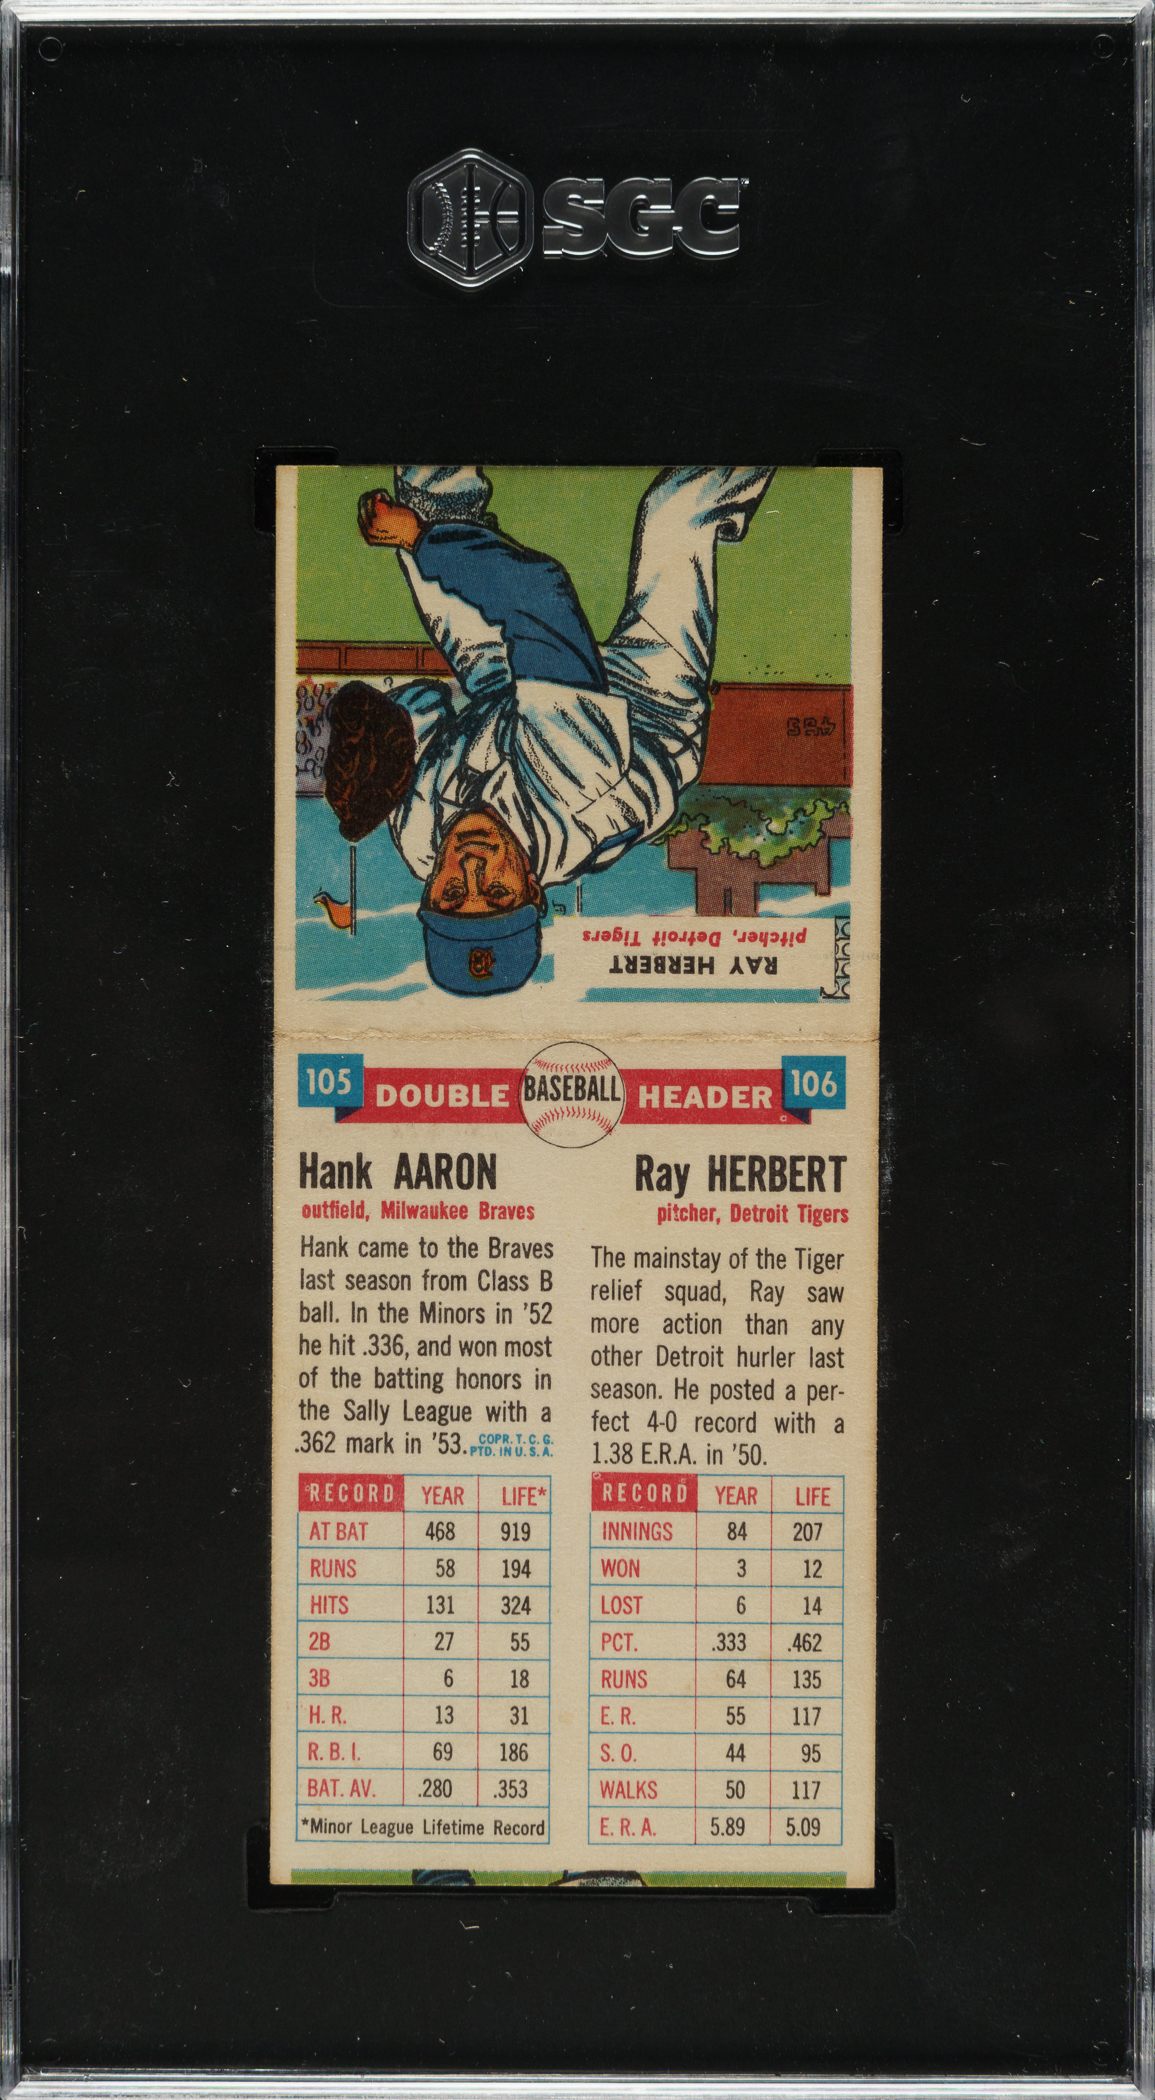 SGC
pitcher, Detroit Tigers
RAY HERBERT
105 DOUBLE BASEBALL HEADER 106
Hank AARON
outfield, Milwaukee Braves
Hank came to the Braves
last season from Class B
ball. In the Minors in '52
he hit .336, and won most
of the batting honors in
the Sally League with a
.362 mark in '53. COPR. T. C. G.
PTD. IN U. S. A.
RECORD YEAR LIFE*
AT BAT 468 919
RUNS 58 194
HITS 131 324
2B 27 55
3B 6 18
H. R. 13 31
R. B. I. 69 186
BAT. AV. .280 .353
*Minor League Lifetime Record
Ray HERBERT
pitcher, Detroit Tigers
The mainstay of the Tiger
relief squad, Ray saw
more action than any
other Detroit hurler last
season. He posted a per-
fect 4-0 record with a
1.38 E.R.A. in '50.
RECORD YEAR LIFE
INNINGS 84 207
WON 3 12
LOST 6 14
PCT. .333 .462
RUNS 64 135
E. R. 55 117
S. O. 44 95
WALKS 50 117
E. R. A. 5.89 5.09